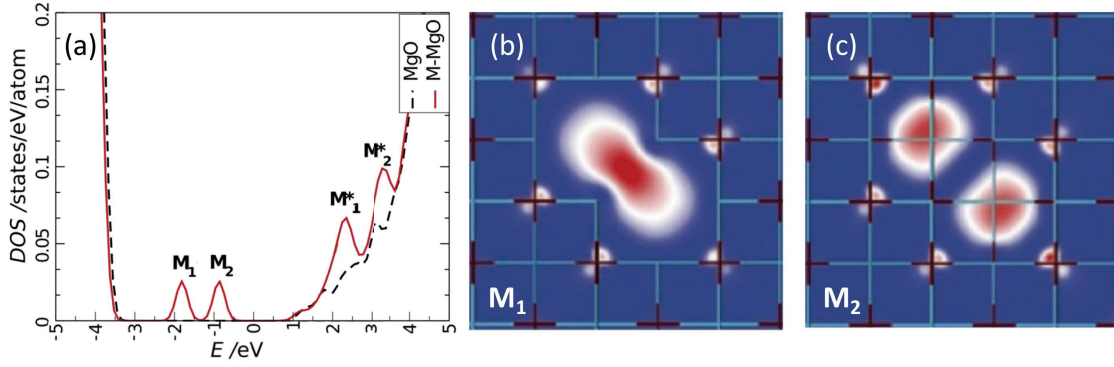 (a)
0.2
0.15
0.1
0.05
0
DOS /states/eV/atom
MgO
M-MgO
M₁
M₂
M*₁
M*₂
-5 -4 -3 -2 -1 0 1 2 3 4 5
E /eV
(b)
M₁
(c)
M₂